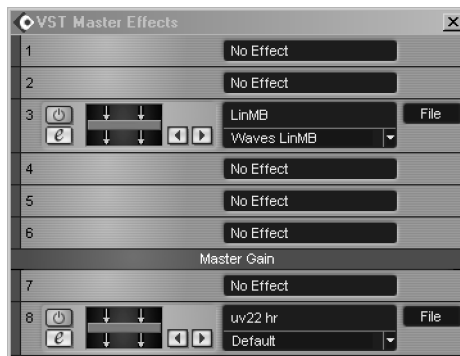 VST Master Effects
1 No Effect
2 No Effect
3 LinMB File
e Waves LinMB
4 No Effect
5 No Effect
6 No Effect
Master Gain
7 No Effect
8 uv22 hr File
e Default